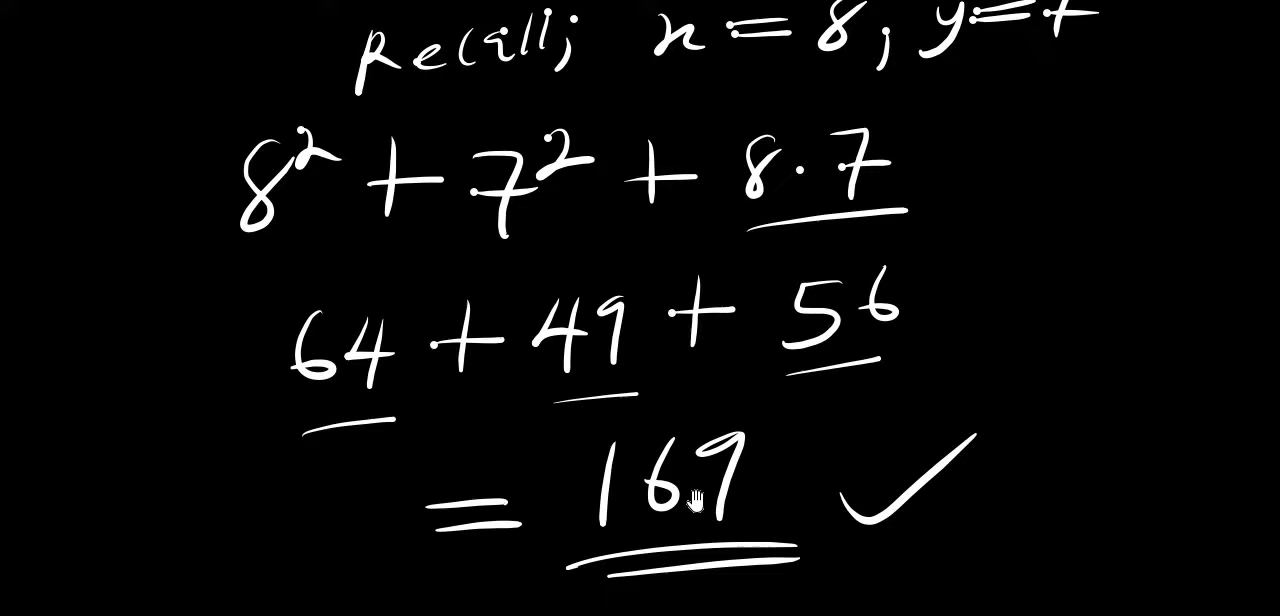 Recall; x = 8; y = 7
8² + 7² + 8·7
64 + 49 + 56
= 169 ✓